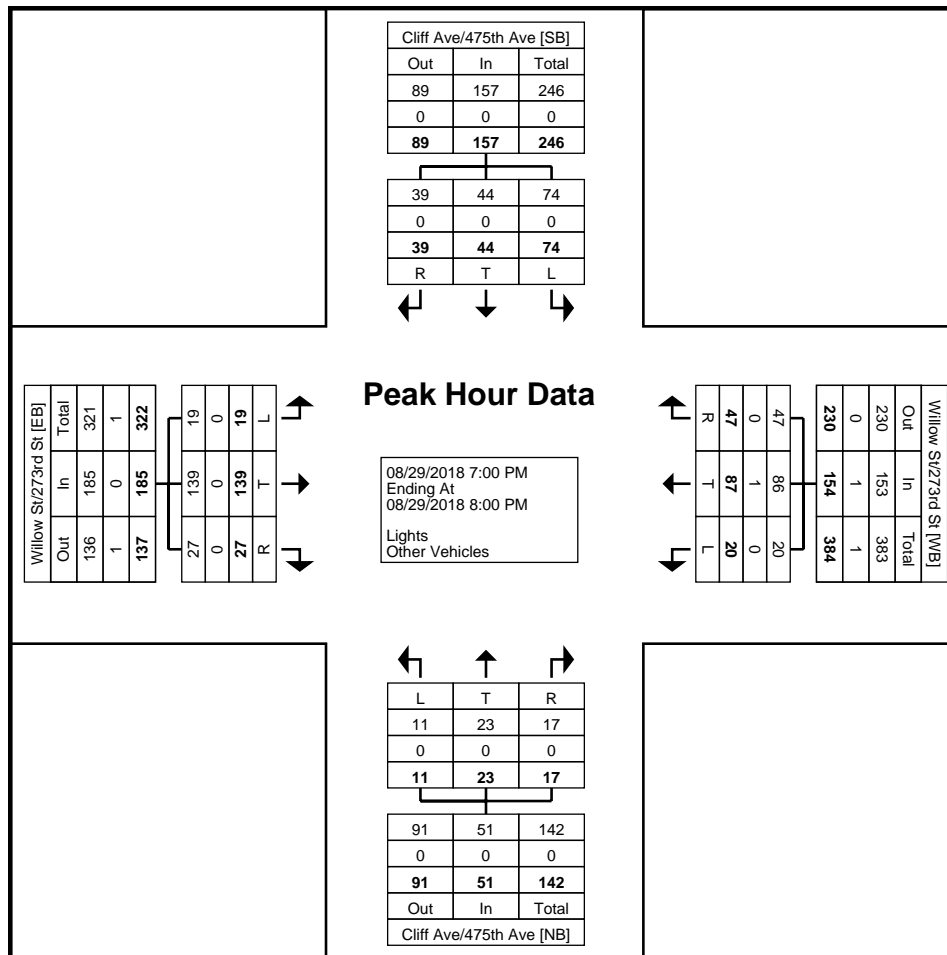 Cliff Ave/475th Ave [SB]
Out In Total
89 157 246
0 0 0
89 157 246
39 44 74
0 0 0
39 44 74
R T L
Willow St/273rd St [EB]
Total In Out
321 185 136
1 0 1
322 185 137
19 139 27
0 0 0
19 139 27
L T R
Peak Hour Data
08/29/2018 7:00 PM
Ending At
08/29/2018 8:00 PM
Lights
Other Vehicles
R T L
47 87 20
0 1 0
47 86 20
230 154 384
0 1 1
230 153 383
Out In Total
Willow St/273rd St [WB]
L T R
11 23 17
0 0 0
11 23 17
91 51 142
0 0 0
91 51 142
Out In Total
Cliff Ave/475th Ave [NB]